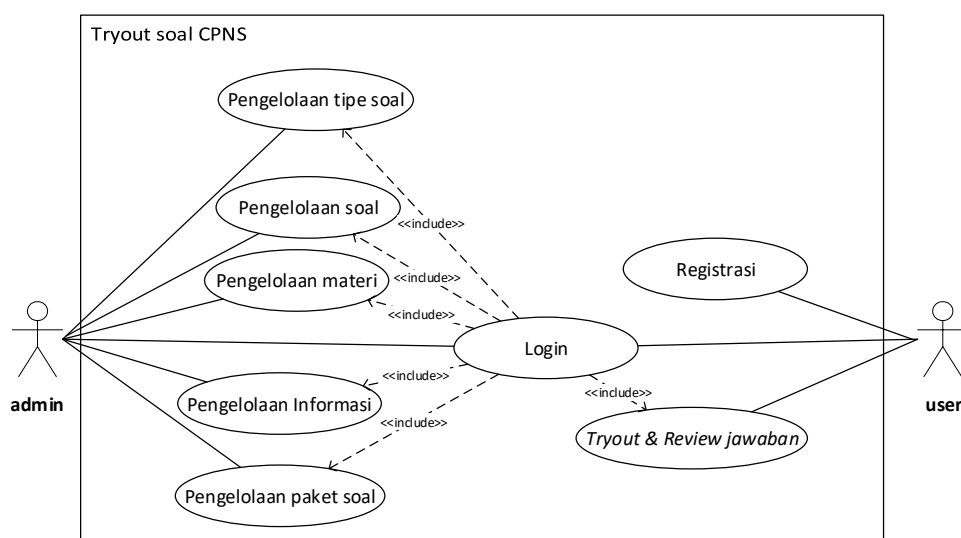 Tryout soal CPNS
Pengelolaan tipe soal
Pengelolaan soal
<<include>>
Pengelolaan materi
<<include>>
Registrasi
<<include>>
Login
admin
Pengelolaan Informasi
<<include>>
<<include>>
user
<<include>>
Tryout & Review jawaban
Pengelolaan paket soal